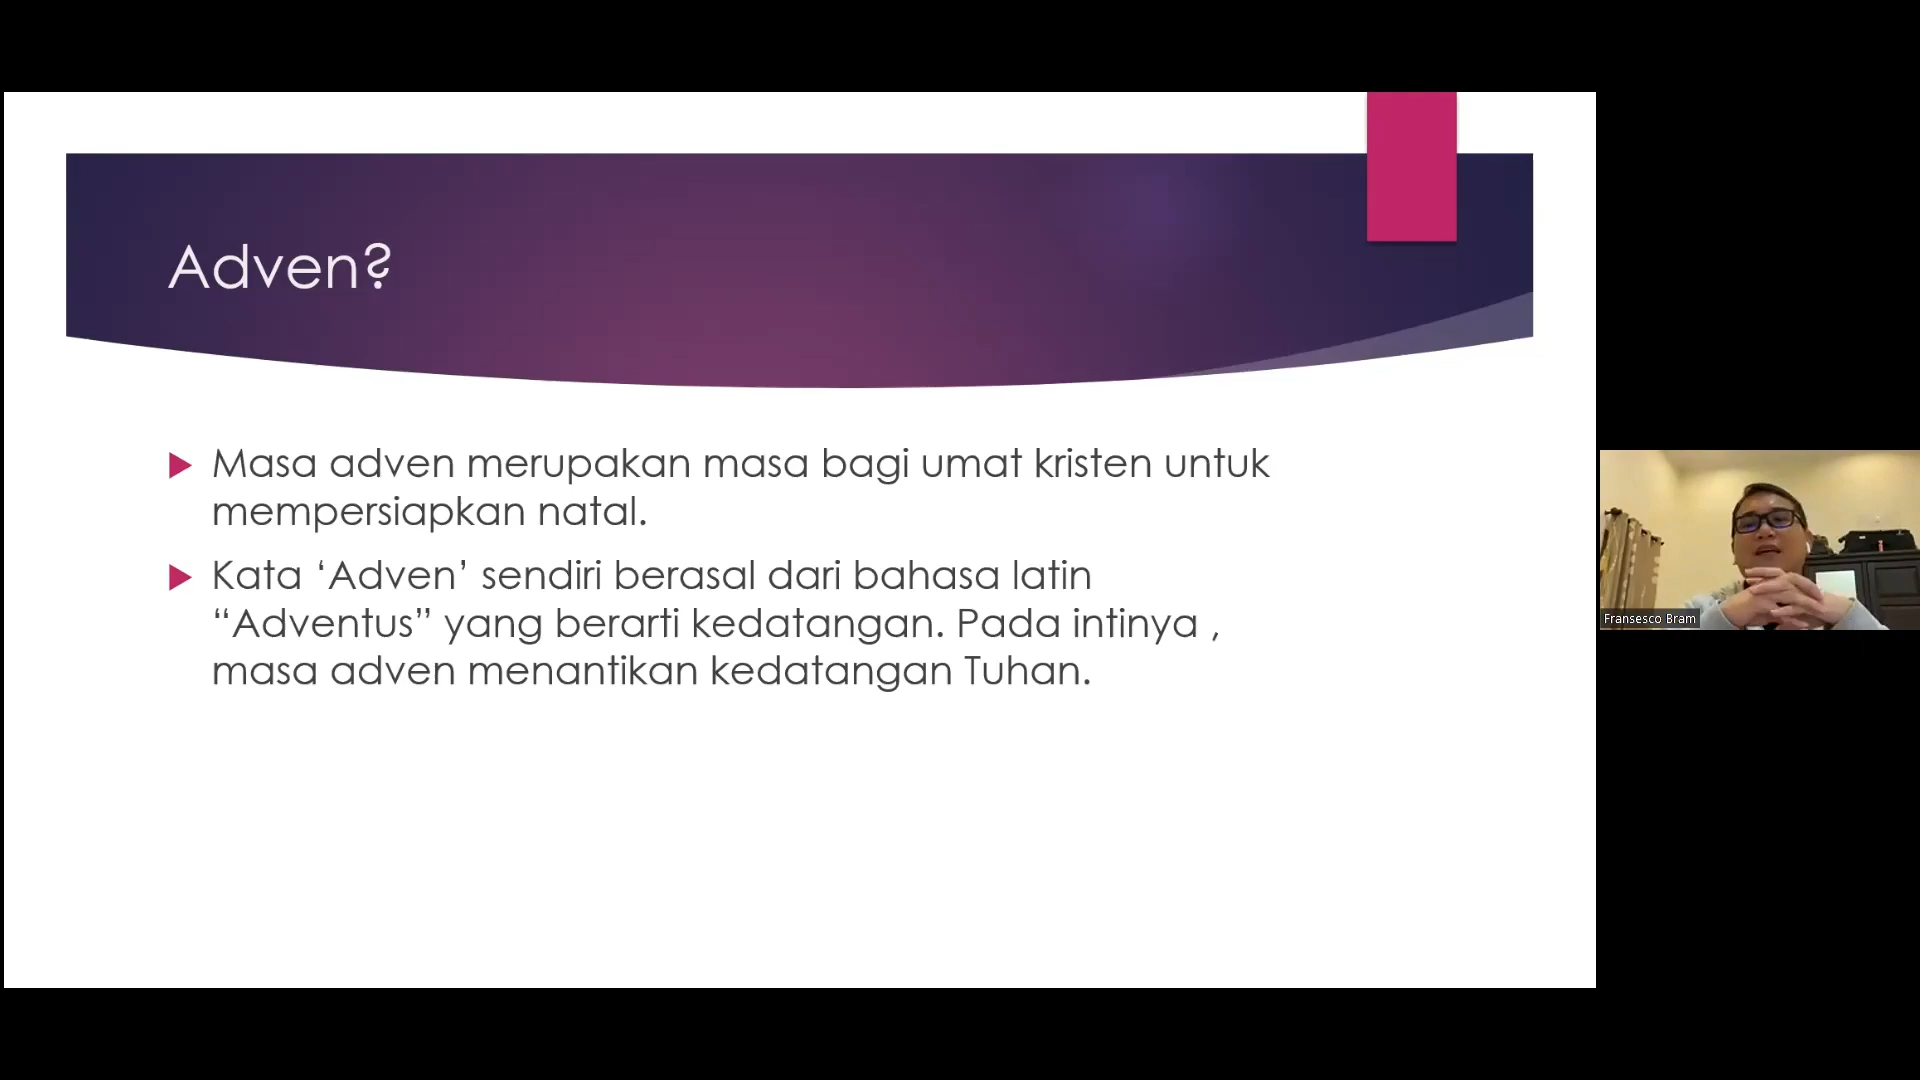 Adven?
Masa adven merupakan masa bagi umat kristen untuk
mempersiapkan natal.
Kata ‘Adven’ sendiri berasal dari bahasa latin
“Adventus” yang berarti kedatangan. Pada intinya ,
masa adven menantikan kedatangan Tuhan.
Fransesco Bram